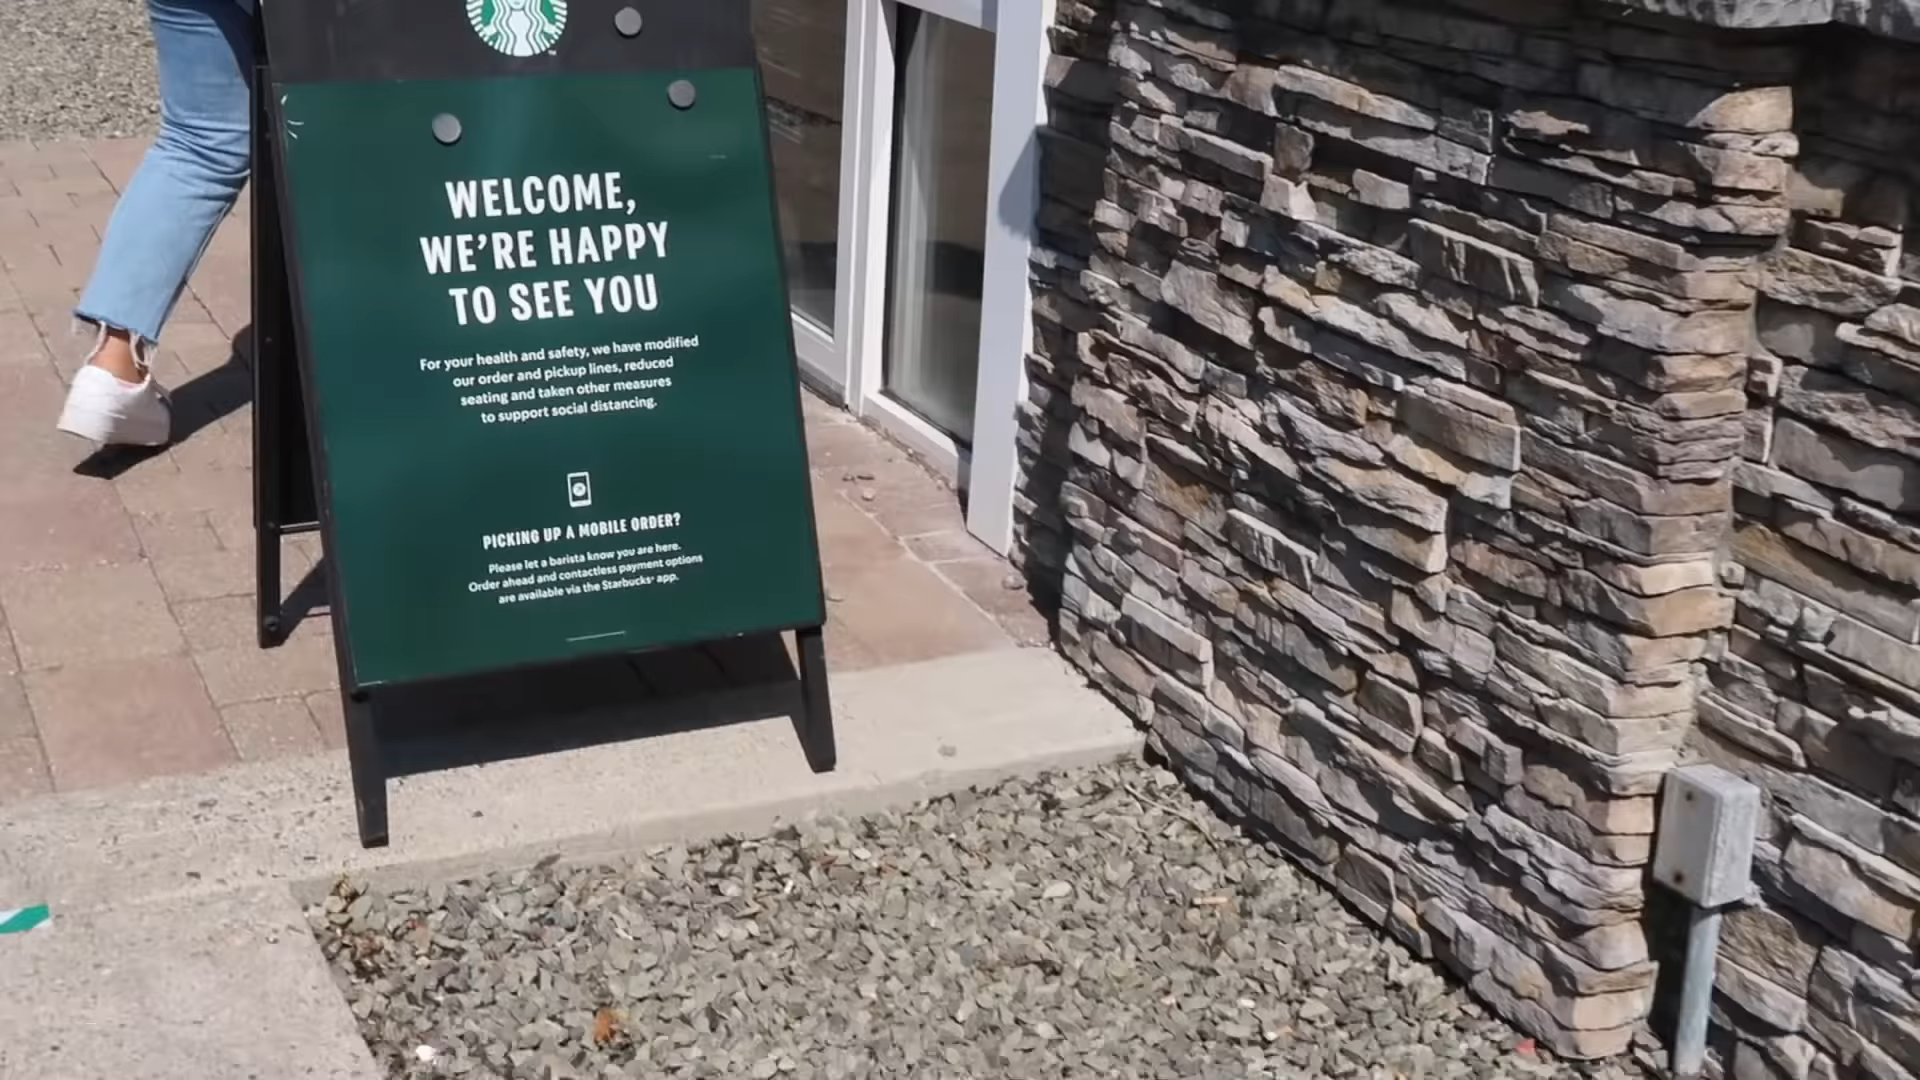 WELCOME,
WE'RE HAPPY
TO SEE YOU
For your health and safety, we have modified
our order and pickup lines, reduced
seating and taken other measures
to support social distancing.
PICKING UP A MOBILE ORDER?
Please let a barista know you are here.
Order ahead and contactless payment options
are available via the Starbucks® app.